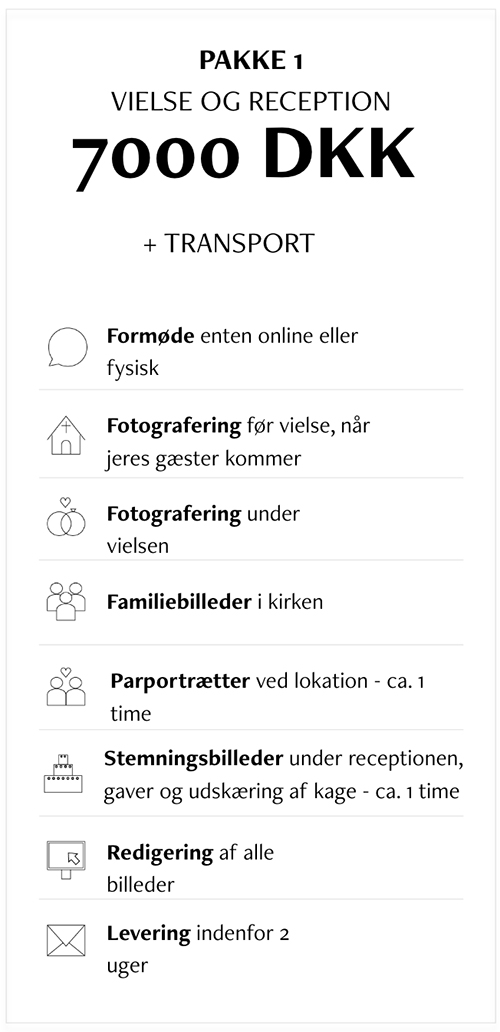 PAKKE 1
VIELSE OG RECEPTION
7000 DKK
+ TRANSPORT
Formøde enten online eller
fysisk
Fotografering før vielse, når
jeres gæster kommer
Fotografering under
vielsen
Familiebilleder i kirken
Parportrætter ved lokation - ca. 1
time
Stemningsbilleder under receptionen,
gaver og udskæring af kage - ca. 1 time
Redigering af alle
billeder
Levering indenfor 2
uger